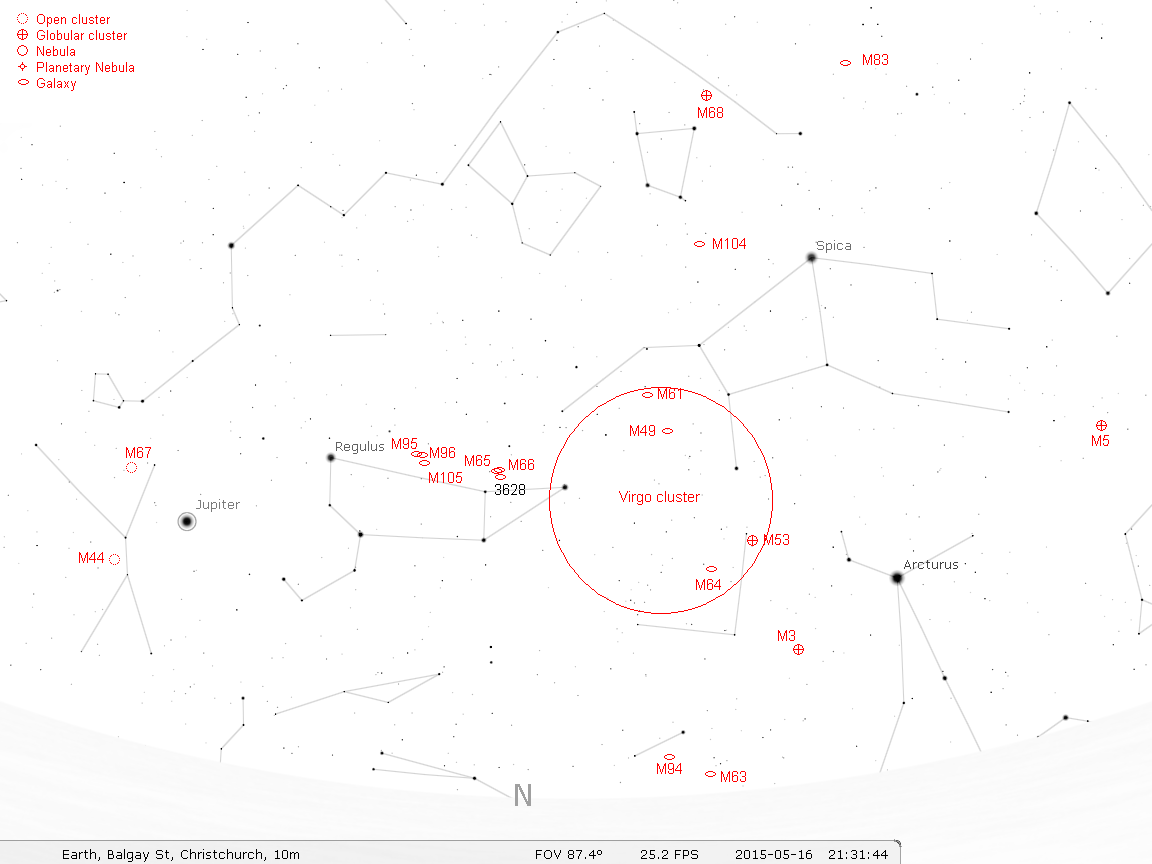 Open cluster
Globular cluster
Nebula
Planetary Nebula
Galaxy
M83
M68
M104
Spica
M61
M49
M5
Regulus
M95
M96
M67
M65
M66
M105
3628
Virgo cluster
Jupiter
M53
M44
Arcturus
M64
M3
M94
M63
N
Earth, Balgay St, Christchurch, 10m FOV 87.4° 25.2 FPS 2015-05-16 21:31:44